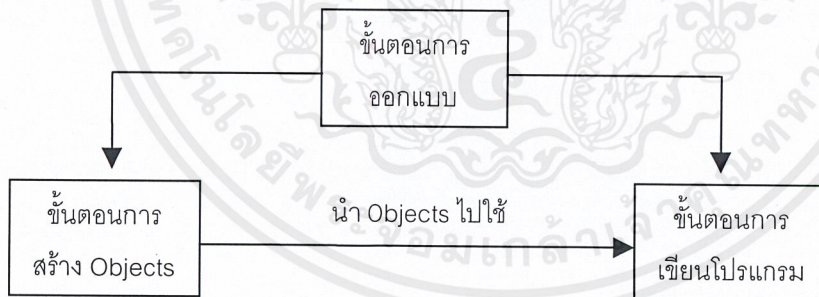 ขั้นตอนการ
ออกแบบ
ขั้นตอนการ
สร้าง Objects
นำ Objects ไปใช้
ขั้นตอนการ
เขียนโปรแกรม